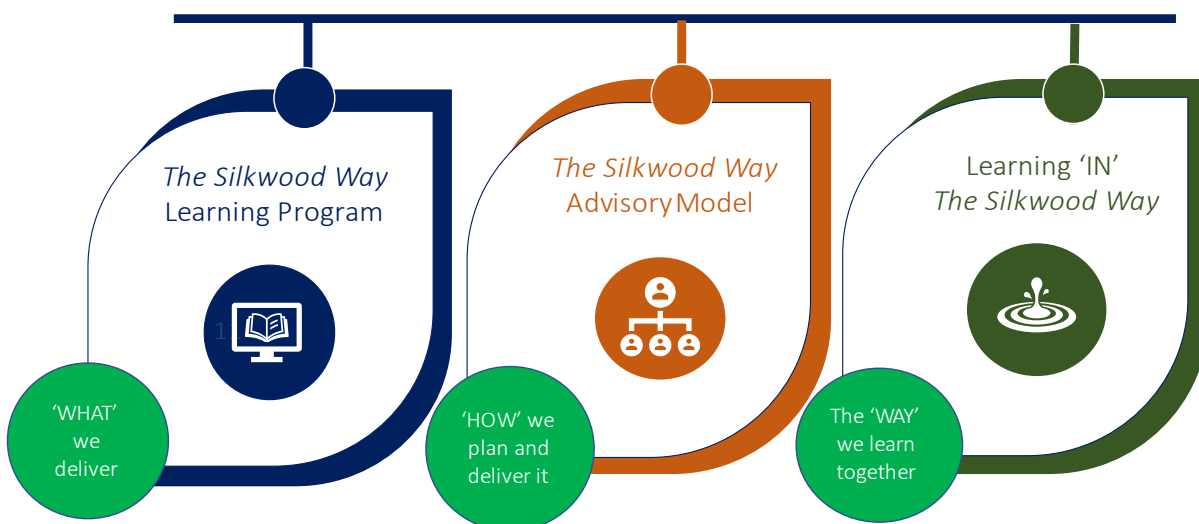 The Silkwood Way
Learning Program
‘WHAT’
we
deliver
The Silkwood Way
Advisory Model
‘HOW’ we
plan and
deliver it
Learning ‘IN’
The Silkwood Way
The ‘WAY’
we learn
together